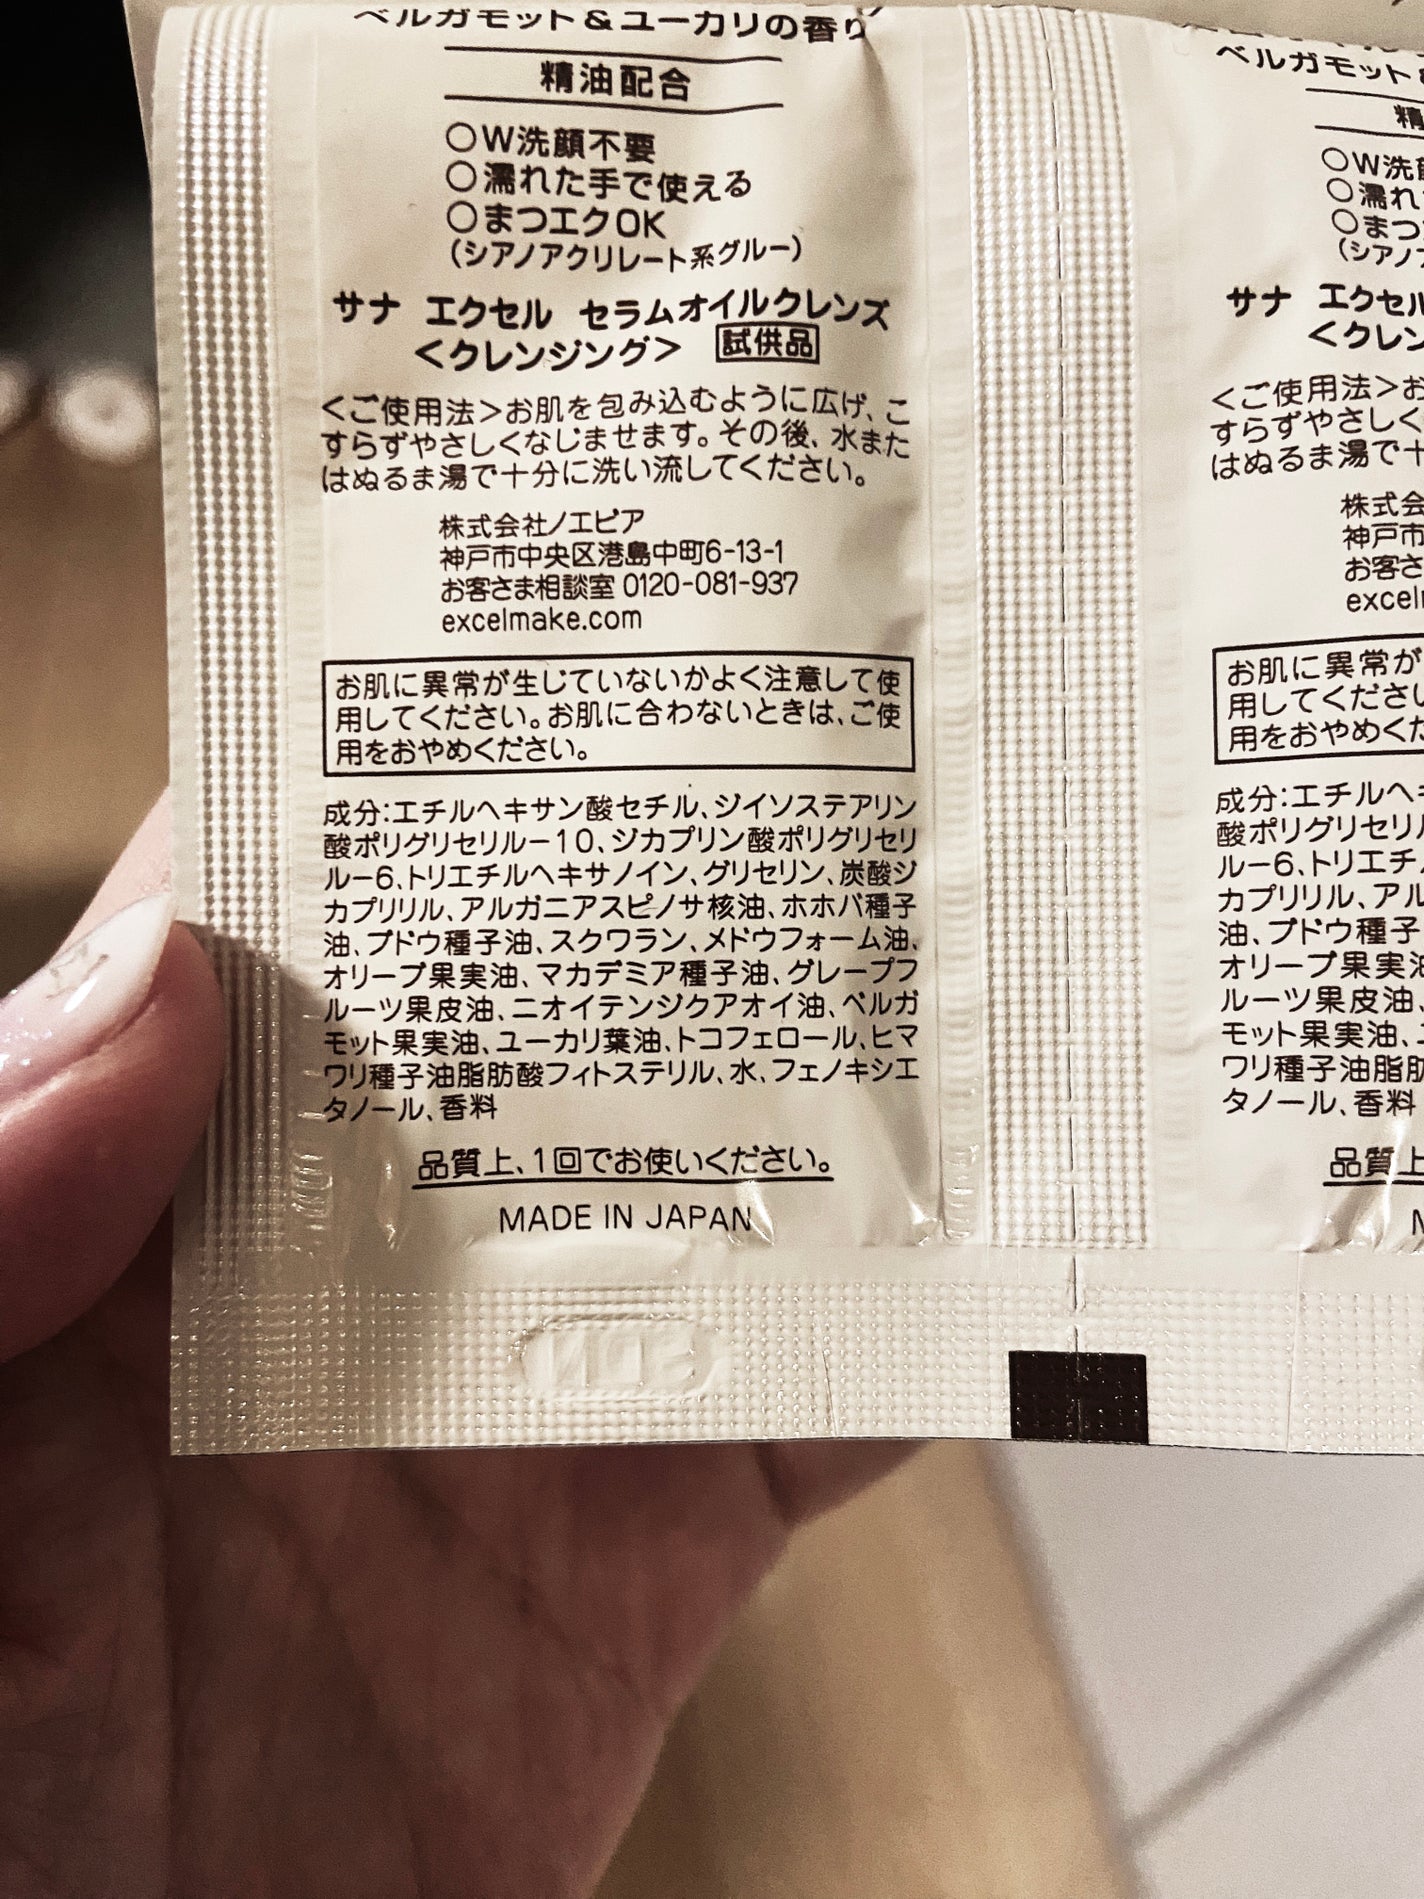 ベルガモット&ユーカリの香り
精油配合
○W洗顔不要
○濡れた手で使える
○まつエクOK
(シアノアクリレート系グルー)
サナ エクセル セラムオイルクレンズ
<クレンジング> 試供品
<ご使用法>お肌を包み込むように広げ、こ
すらずやさしくなじませます。その後、水また
はぬるま湯で十分に洗い流してください。
株式会社ノエビア
神戸市中央区港島中町6-13-1
お客さま相談室 0120-081-937
excelmake.com
お肌に異常が生じていないかよく注意して使
用してください。お肌に合わないときは、ご使
用をおやめください。
成分:エチルヘキサン酸セチル、ジイソステアリン
酸ポリグリセリル-10、ジカプリン酸ポリグリセリ
ル-6、トリエチルヘキサノイン、グリセリン、炭酸ジ
カプリリル、アルガニアスピノサ核油、ホホバ種子
油、ブドウ種子油、スクワラン、メドウフォーム油、
オリーブ果実油、マカデミア種子油、グレープフ
ルーツ果皮油、ニオイテンジクアオイ油、ベルガ
モット果実油、ユーカリ葉油、トコフェロール、ヒマ
ワリ種子油脂肪酸フィトステリル、水、フェノキシエ
タノール、香料
品質上、1回でお使いください。
MADE IN JAPAN
ベルガモット&
精
○W洗顔
○濡れた
○まつ
(シアノア
サナ エクセル
<クレン
<ご使用法>お
すらずやさしく
はぬるま湯で十
株式会
神戸市
お客さ
excel
お肌に異常が
用してください
用をおやめくだ
成分:エチルヘキ
酸ポリグリセリル
ル-6、トリエチル
カプリリル、アル
油、ブドウ種子
オリーブ果実油
ルーツ果皮油、
モット果実油、
ワリ種子油脂肪
タノール、香料
品質上